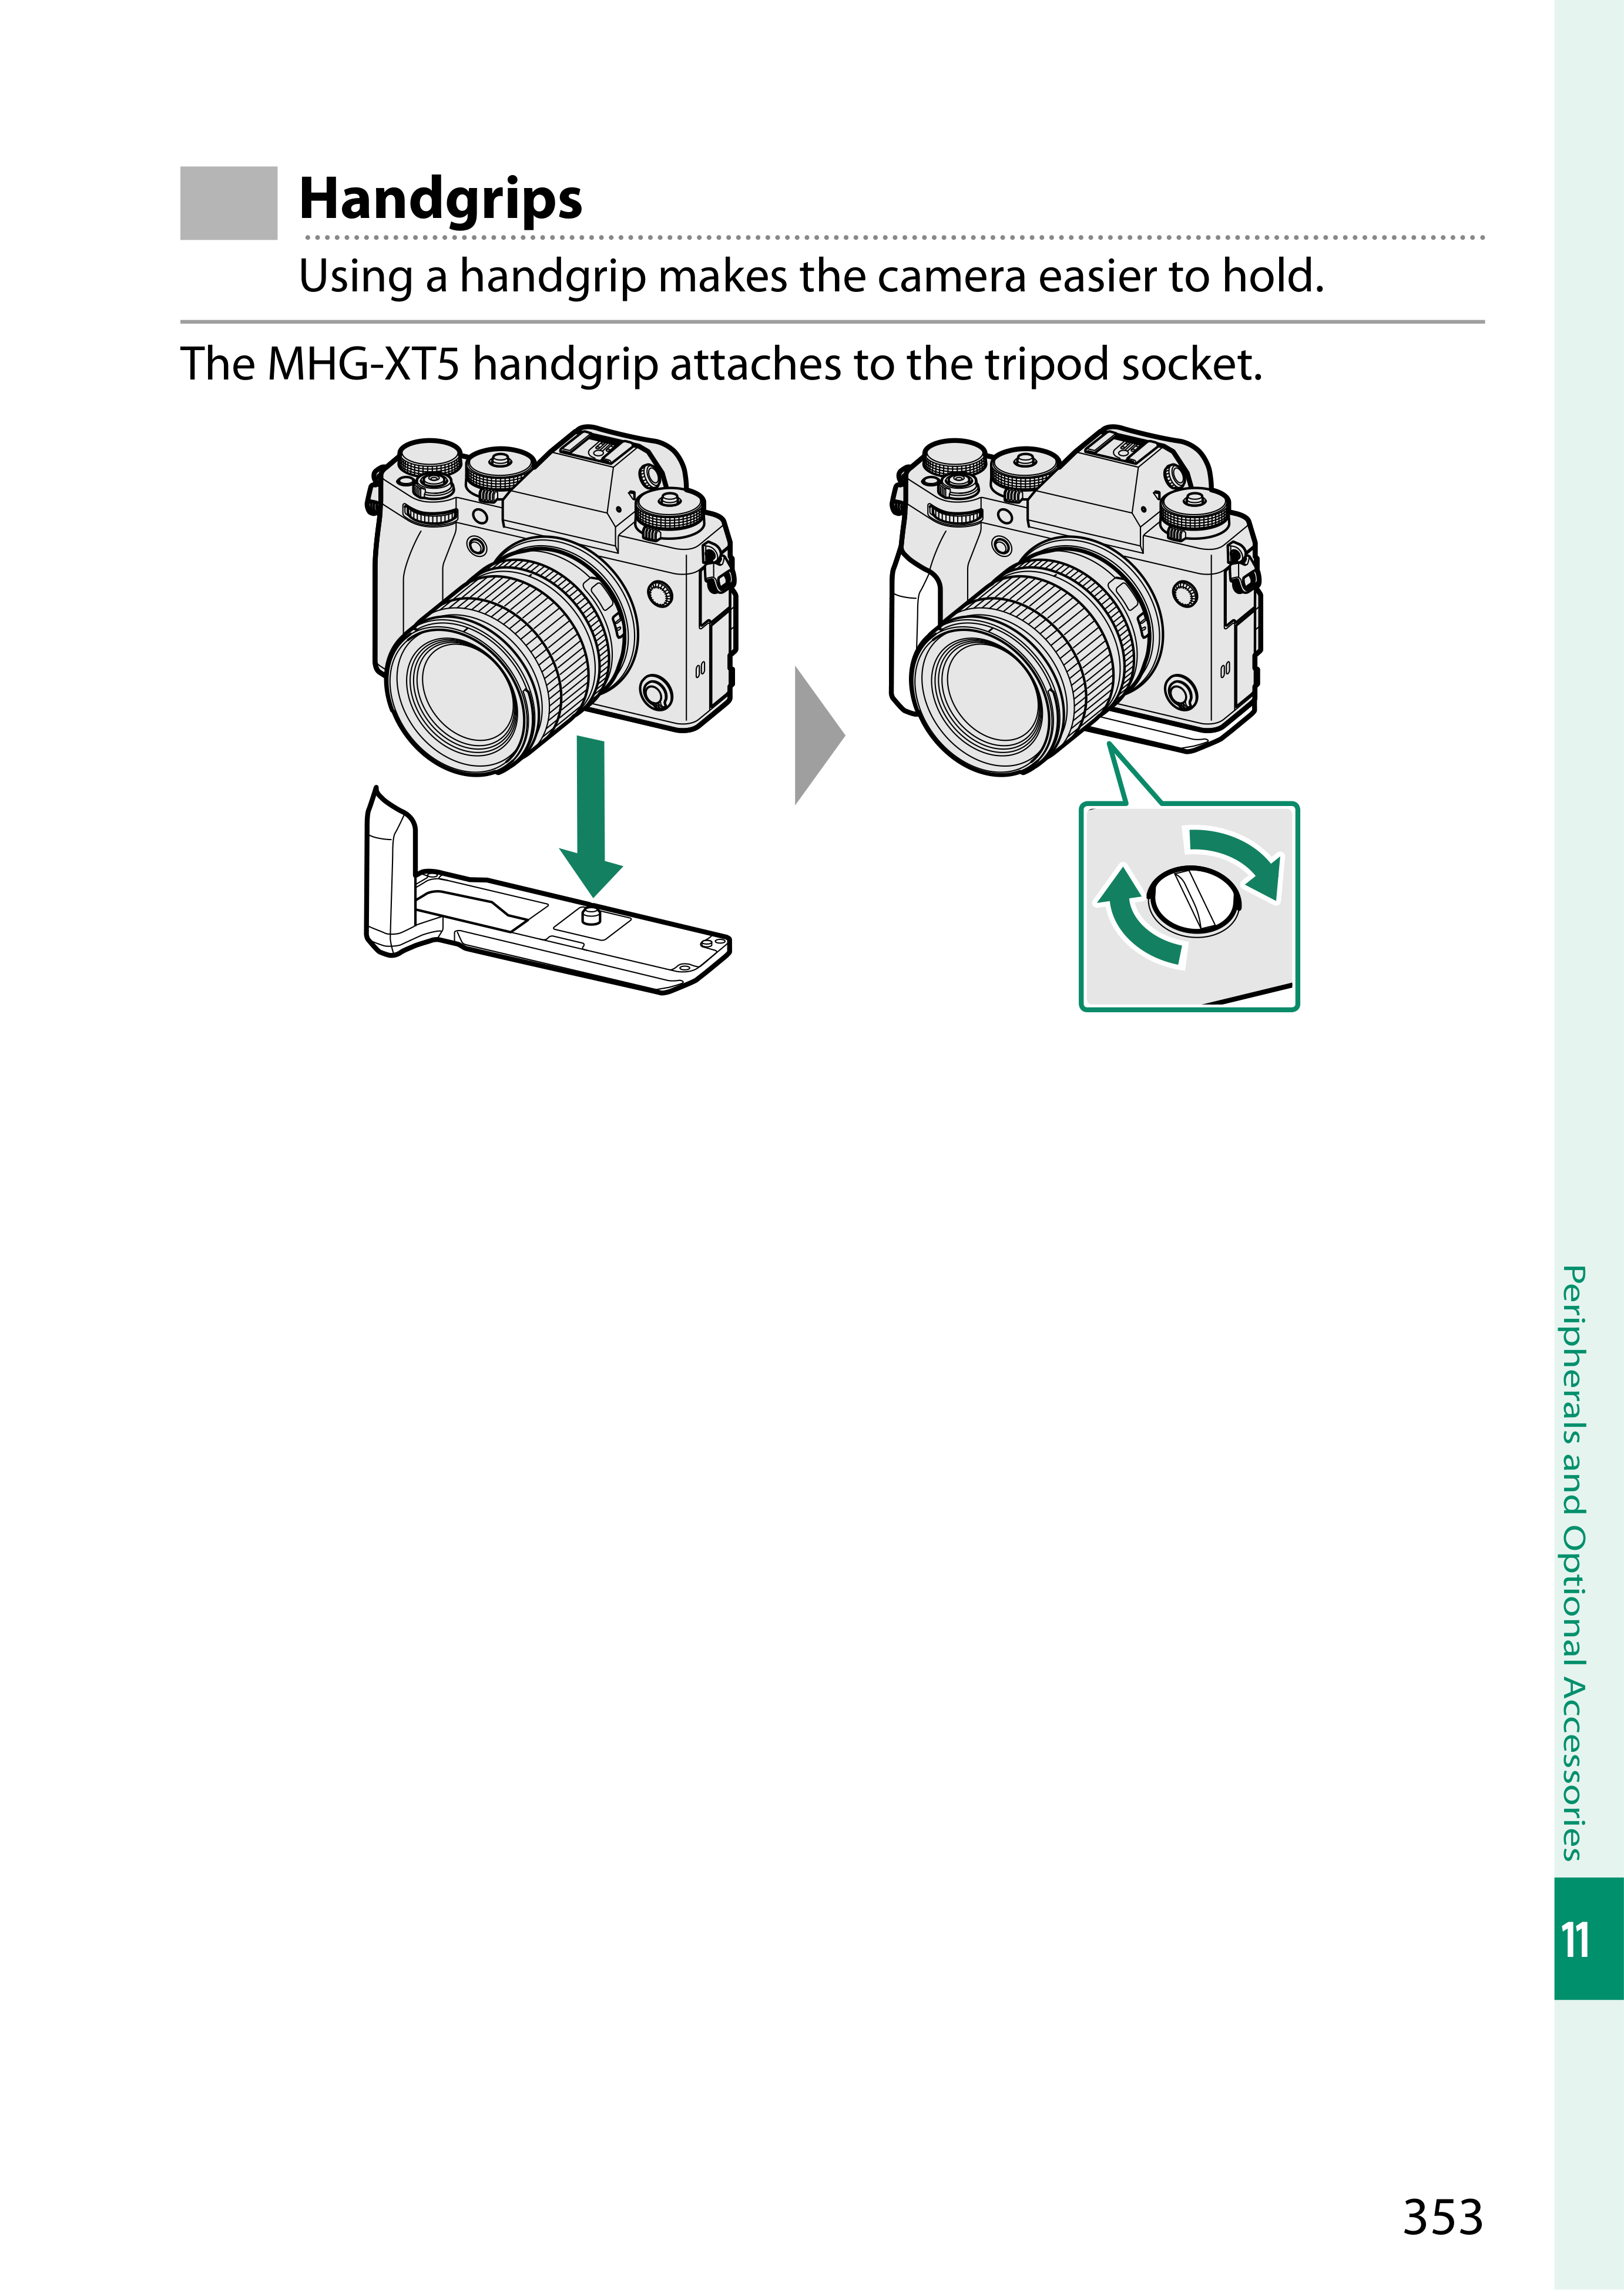 Handgrips
Using a handgrip makes the camera easier to hold.
The MHG-XT5 handgrip attaches to the tripod socket.
Peripherals and Optional Accessories
11
353